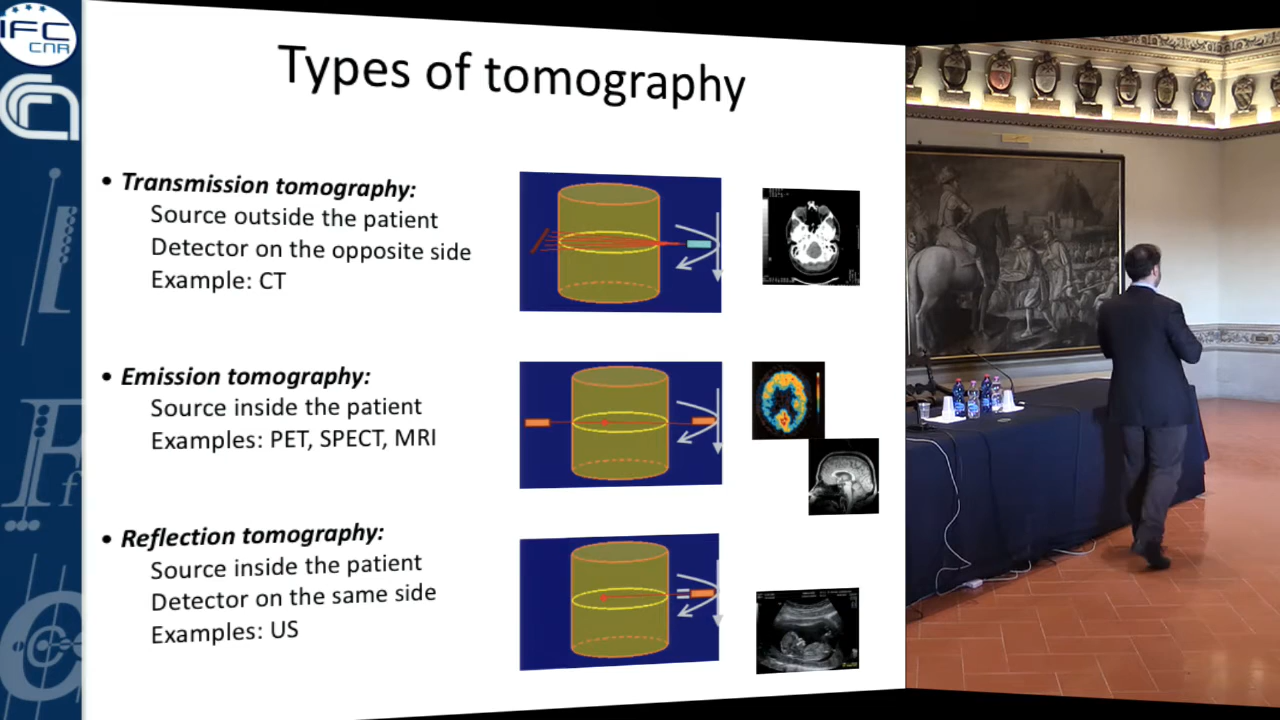 IFC
CNR
Types of tomography
• Transmission tomography:
Source outside the patient
Detector on the opposite side
Example: CT
• Emission tomography:
Source inside the patient
Examples: PET, SPECT, MRI
• Reflection tomography:
Source inside the patient
Detector on the same side
Examples: US